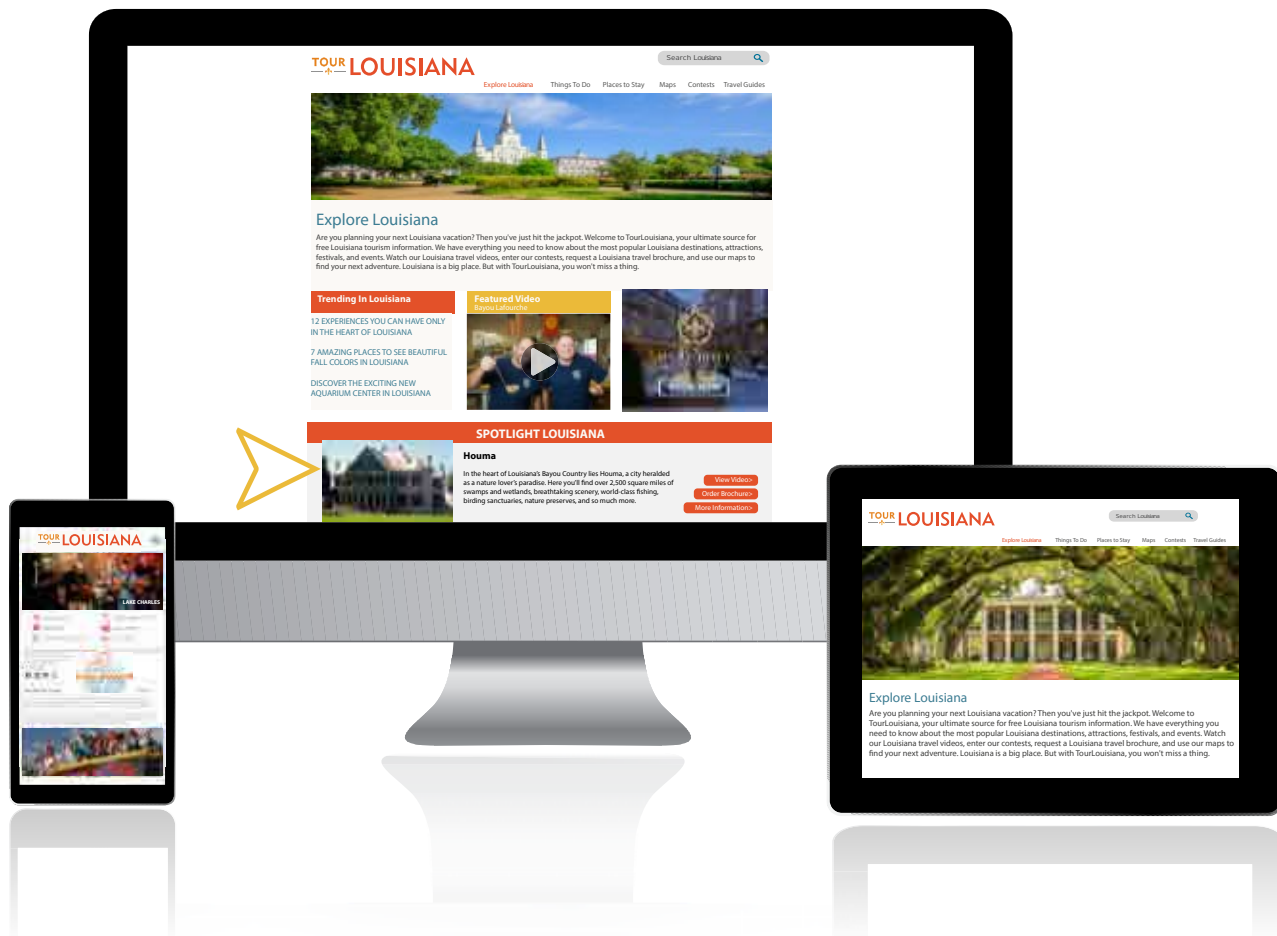 TOUR LOUISIANA
Search Louisiana
Explore Louisiana Things To Do Places to Stay Maps Contests Travel Guides
Explore Louisiana
Are you planning your next Louisiana vacation? Then you've just hit the jackpot. Welcome to TourLouisiana, your ultimate source for
free Louisiana tourism information. We have everything you need to know about the most popular Louisiana destinations, attractions,
festivals, and events. Watch our Louisiana travel videos, enter our contests, request a Louisiana travel brochure, and use our maps to
find your next adventure. Louisiana is a big place. But with TourLouisiana, you won't miss a thing.
Trending In Louisiana
12 EXPERIENCES YOU CAN HAVE ONLY
IN THE HEART OF LOUISIANA
7 AMAZING PLACES TO SEE BEAUTIFUL
FALL COLORS IN LOUISIANA
DISCOVER THE EXCITING NEW
AQUARIUM CENTER IN LOUISIANA
Featured Video
Bayou Lafourche
SPOTLIGHT LOUISIANA
Houma
In the heart of Louisiana's Bayou Country lies Houma, a city heralded
as a nature lover's paradise. Here you'll find over 2,500 square miles of
swamps and wetlands, breathtaking scenery, world-class fishing,
birding sanctuaries, nature preserves, and so much more.
View Video>
Order Brochure>
More Information>
TOUR LOUISIANA
LAKE CHARLES
TOUR LOUISIANA
Search Louisiana
Explore Louisiana Things To Do Places to Stay Maps Contests Travel Guides
Explore Louisiana
Are you planning your next Louisiana vacation? Then you've just hit the jackpot. Welcome to
TourLouisiana, your ultimate source for free Louisiana tourism information. We have everything you
need to know about the most popular Louisiana destinations, attractions, festivals, and events. Watch
our Louisiana travel videos, enter our contests, request a Louisiana travel brochure, and use our maps to
find your next adventure. Louisiana is a big place. But with TourLouisiana, you won't miss a thing.